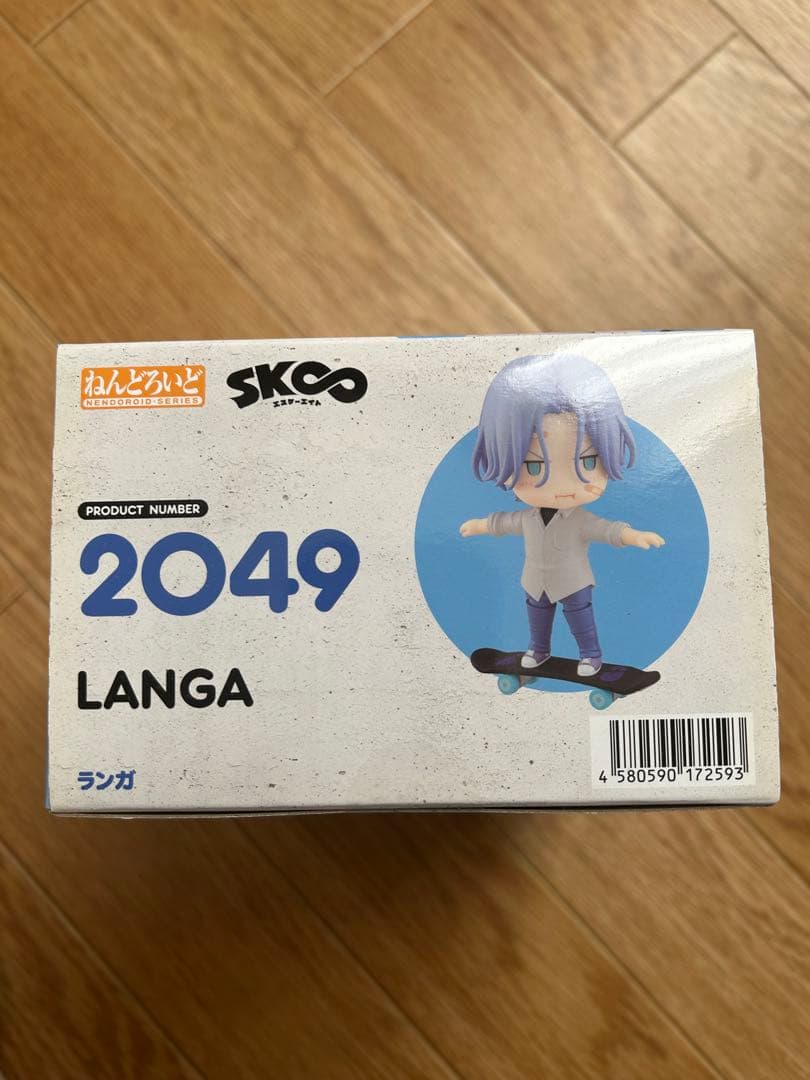 ねんどろいど
NENDOROID·SERIES
SK∞
エスケーエイト
PRODUCT NUMBER
2049
LANGA
ランガ
4 580590 172593